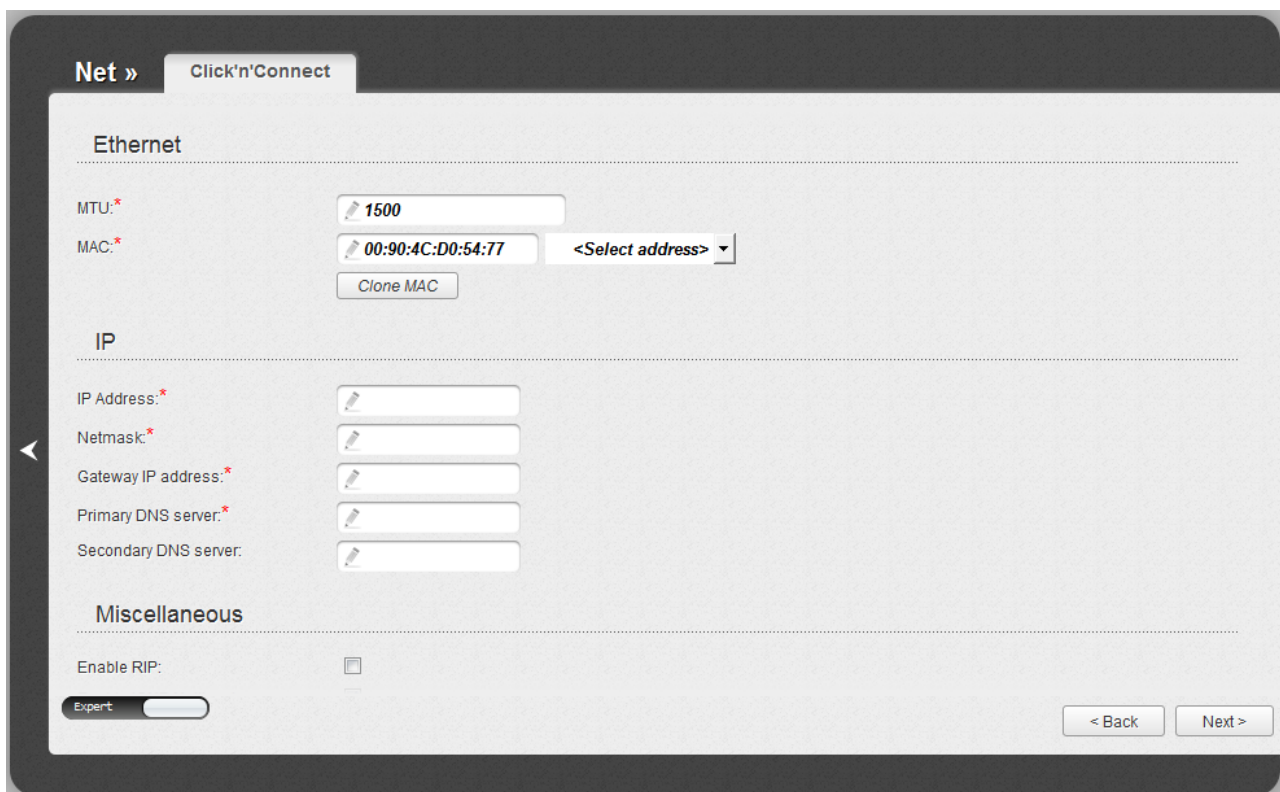 Net » Click'n'Connect
Ethernet
MTU:* 1500
MAC:* 00:90:4C:D0:54:77 <Select address>
Clone MAC
IP
IP Address:*
Netmask:*
Gateway IP address:*
Primary DNS server:*
Secondary DNS server:
Miscellaneous
Enable RIP:
Expert
< Back Next >